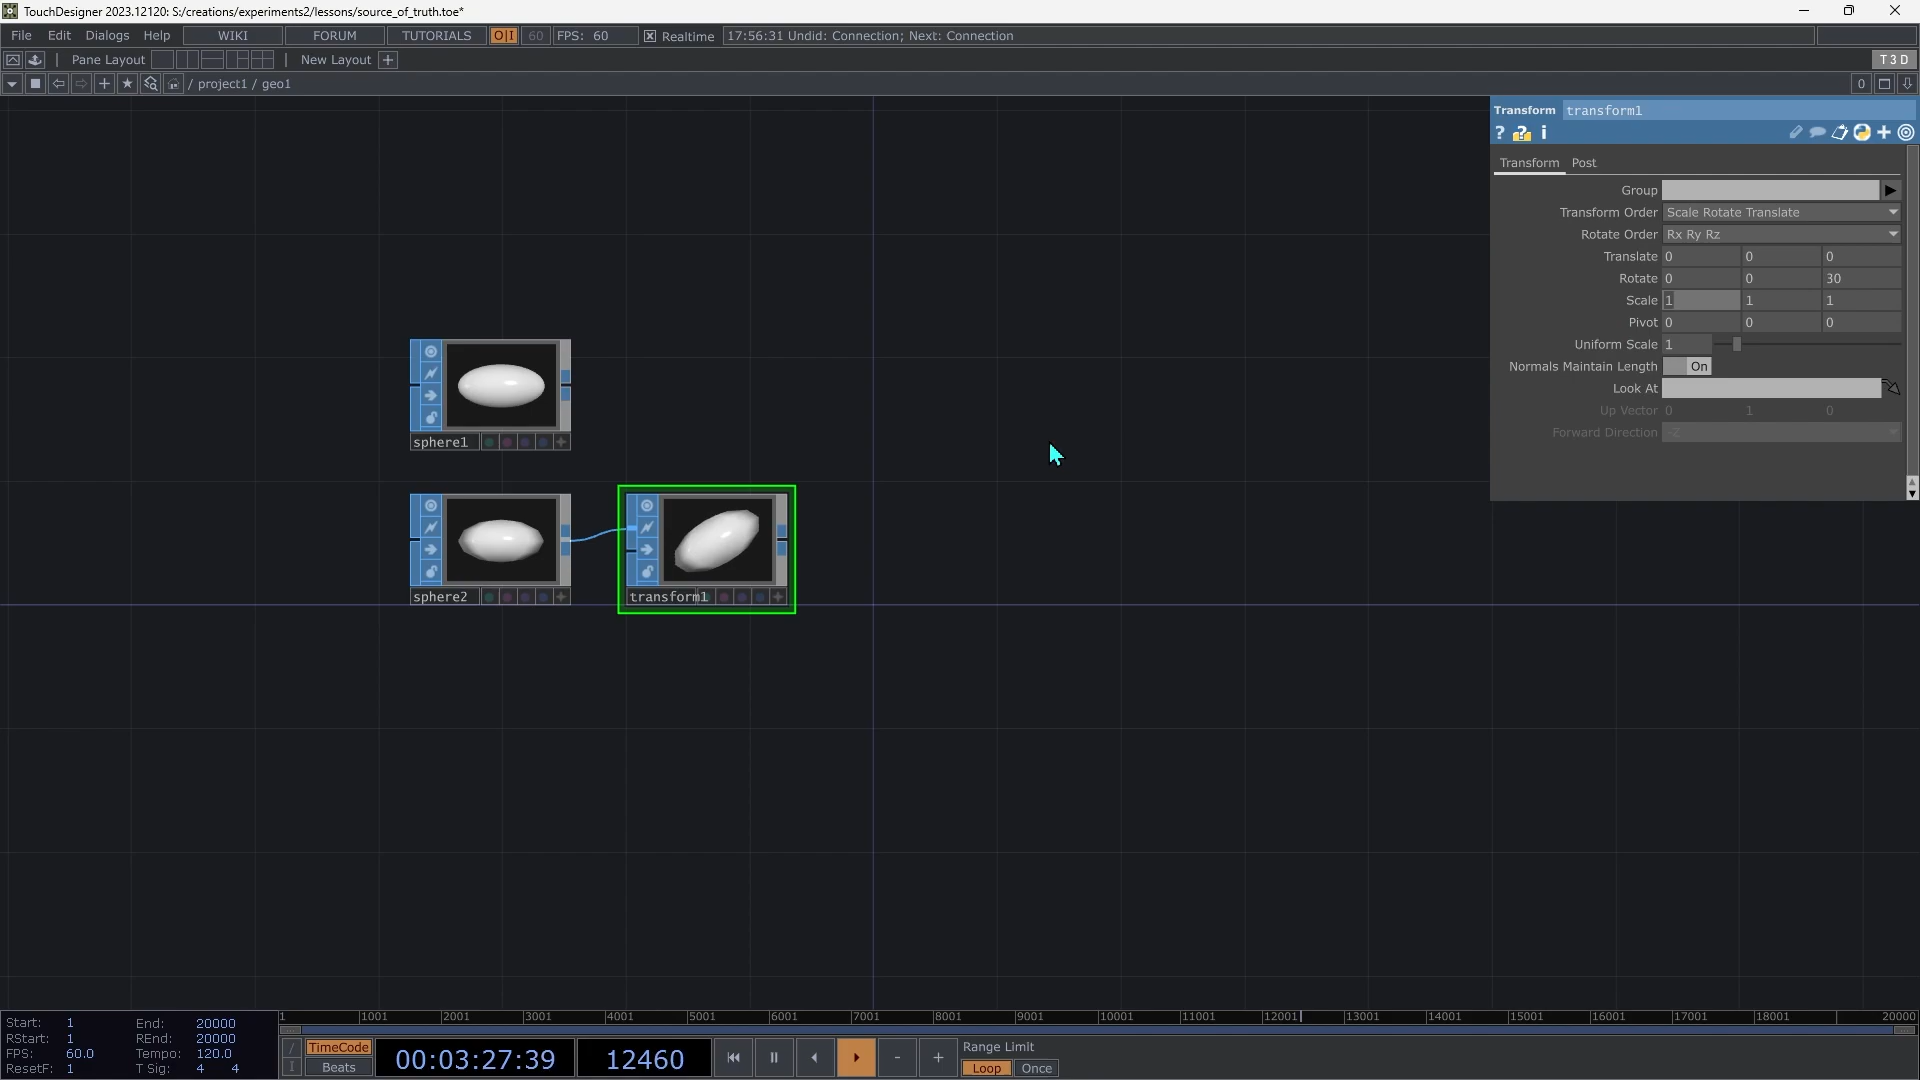 TouchDesigner 2023.12120: S:/creations/experiments2/lessons/source_of_truth.toe*
File Edit Dialogs Help WIKI FORUM TUTORIALS O|I 60 FPS: 60 Realtime 17:56:31 Undid: Connection; Next: Connection
Pane Layout New Layout + T3D
/ project1 / geo1 0
Transform transform1
? ? i
Transform Post
Group
Transform Order Scale Rotate Translate
Rotate Order Rx Ry Rz
Translate 0 0 0
Rotate 0 0 30
Scale 1 1 1
Pivot 0 0 0
Uniform Scale 1
Normals Maintain Length On
Look At
Up Vector 0 1 0
Forward Direction -Z
sphere1
sphere2 transform1
1 1001 2001 3001 4001 5001 6001 7001 8001 9001 10001 11001 12001 13001 14001 15001 16001 17001 18001 20000
Start: 1 End: 20000
RStart: 1 REnd: 20000
FPS: 60.0 Tempo: 120.0
ResetF: 1 T Sig: 4 4
/ TimeCode
I Beats
00:03:27:39 12460 - +
Range Limit
Loop Once